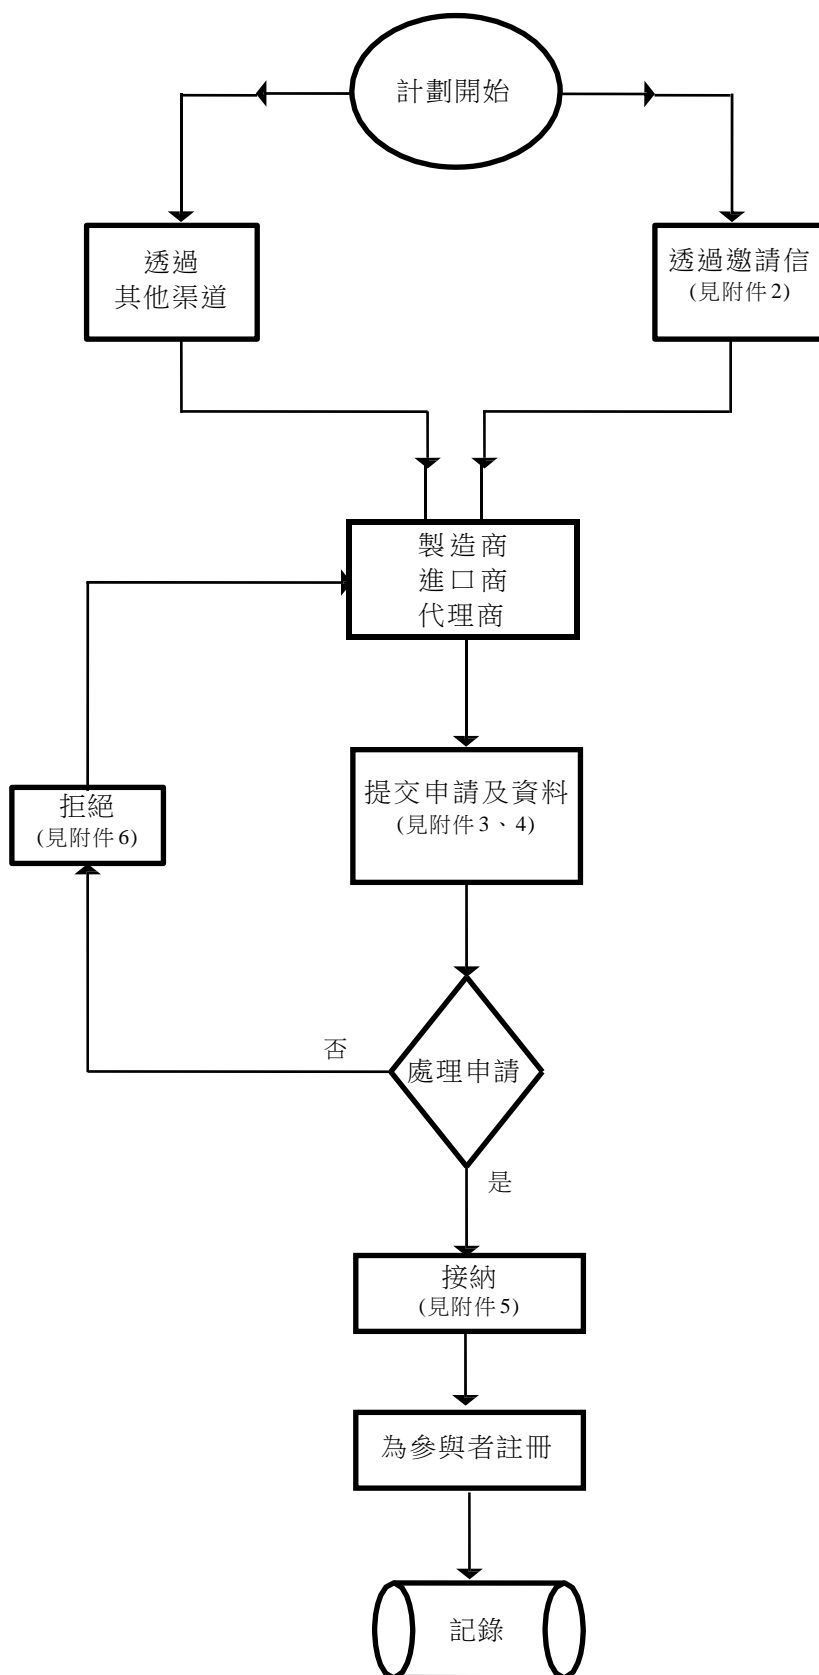 計劃開始
透過
其他渠道
透過邀請信
(見附件2)
製造商
進口商
代理商
提交申請及資料
(見附件3、4)
拒絕
(見附件6)
否
處理申請
是
接納
(見附件5)
為參與者註冊
記錄